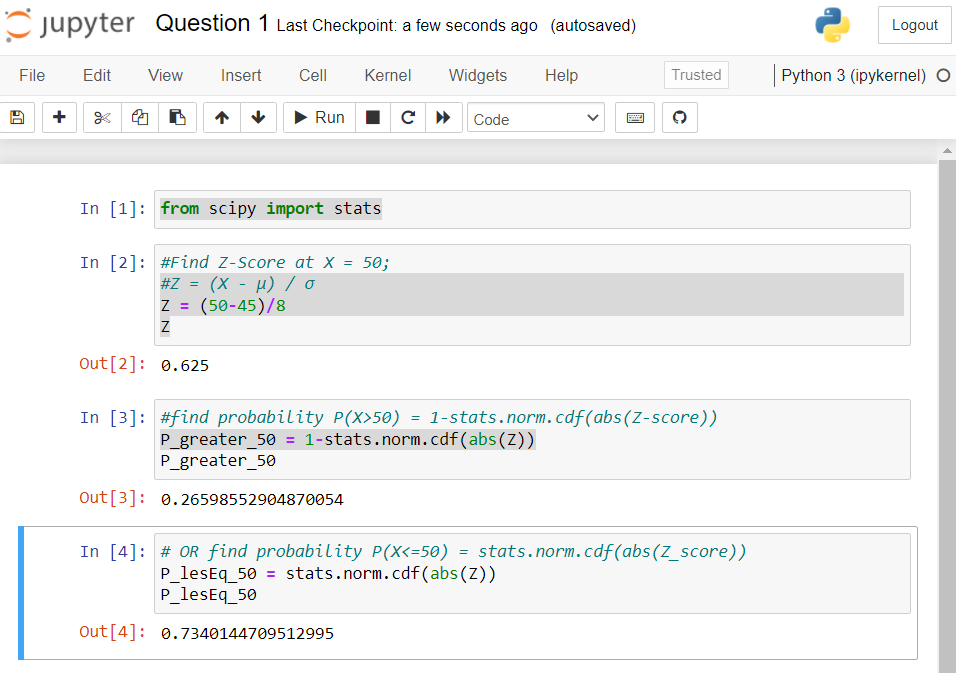 jupyter Question 1 Last Checkpoint: a few seconds ago (autosaved) Logout
File Edit View Insert Cell Kernel Widgets Help Trusted Python 3 (ipykernel)
Run Code
In [1]: from scipy import stats
In [2]: #Find Z-Score at X = 50;
#Z = (X - μ) / σ
Z = (50-45)/8
Z
Out[2]: 0.625
In [3]: #find probability P(X>50) = 1-stats.norm.cdf(abs(Z-score))
P_greater_50 = 1-stats.norm.cdf(abs(Z))
P_greater_50
Out[3]: 0.26598552904870054
In [4]: # OR find probability P(X<=50) = stats.norm.cdf(abs(Z_score))
P_lesEq_50 = stats.norm.cdf(abs(Z))
P_lesEq_50
Out[4]: 0.7340144709512995